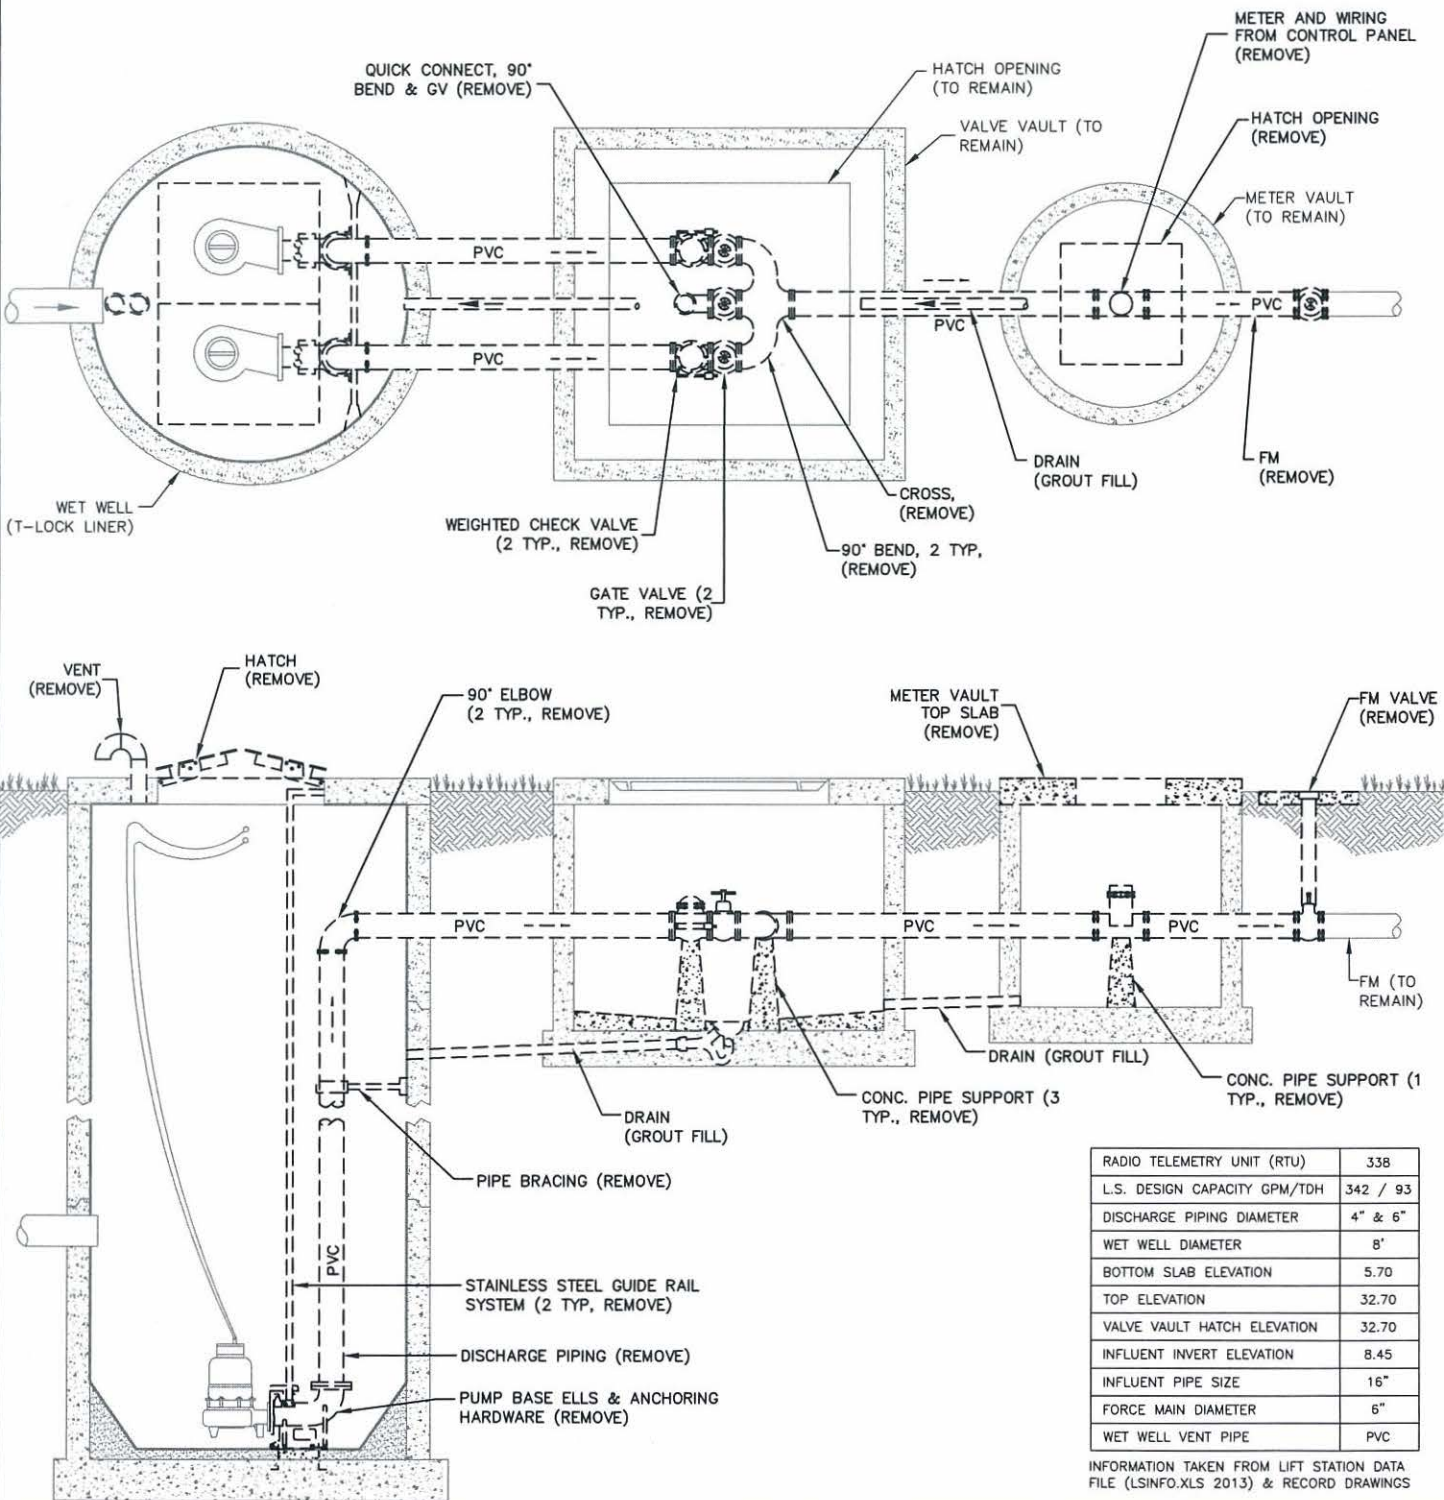 METER AND WIRING
FROM CONTROL PANEL
(REMOVE)
QUICK CONNECT, 90°
BEND & GV (REMOVE)
HATCH OPENING
(TO REMAIN)
VALVE VAULT (TO
REMAIN)
HATCH OPENING
(REMOVE)
METER VAULT
(TO REMAIN)
PVC
PVC
PVC
PVC
WET WELL
(T-LOCK LINER)
WEIGHTED CHECK VALVE
(2 TYP., REMOVE)
GATE VALVE (2
TYP., REMOVE)
90° BEND, 2 TYP,
(REMOVE)
CROSS,
(REMOVE)
DRAIN
(GROUT FILL)
FM
(REMOVE)
VENT
(REMOVE)
HATCH
(REMOVE)
90° ELBOW
(2 TYP., REMOVE)
METER VAULT
TOP SLAB
(REMOVE)
FM VALVE
(REMOVE)
PVC
PVC
PVC
FM (TO
REMAIN)
DRAIN (GROUT FILL)
CONC. PIPE SUPPORT (1
TYP., REMOVE)
CONC. PIPE SUPPORT (3
TYP., REMOVE)
DRAIN
(GROUT FILL)
PIPE BRACING (REMOVE)
PVC
STAINLESS STEEL GUIDE RAIL
SYSTEM (2 TYP, REMOVE)
DISCHARGE PIPING (REMOVE)
PUMP BASE ELLS & ANCHORING
HARDWARE (REMOVE)
RADIO TELEMETRY UNIT (RTU) 338
L.S. DESIGN CAPACITY GPM/TDH 342 / 93
DISCHARGE PIPING DIAMETER 4" & 6"
WET WELL DIAMETER 8'
BOTTOM SLAB ELEVATION 5.70
TOP ELEVATION 32.70
VALVE VAULT HATCH ELEVATION 32.70
INFLUENT INVERT ELEVATION 8.45
INFLUENT PIPE SIZE 16"
FORCE MAIN DIAMETER 6"
WET WELL VENT PIPE PVC
INFORMATION TAKEN FROM LIFT STATION DATA
FILE (LSINFO.XLS 2013) & RECORD DRAWINGS